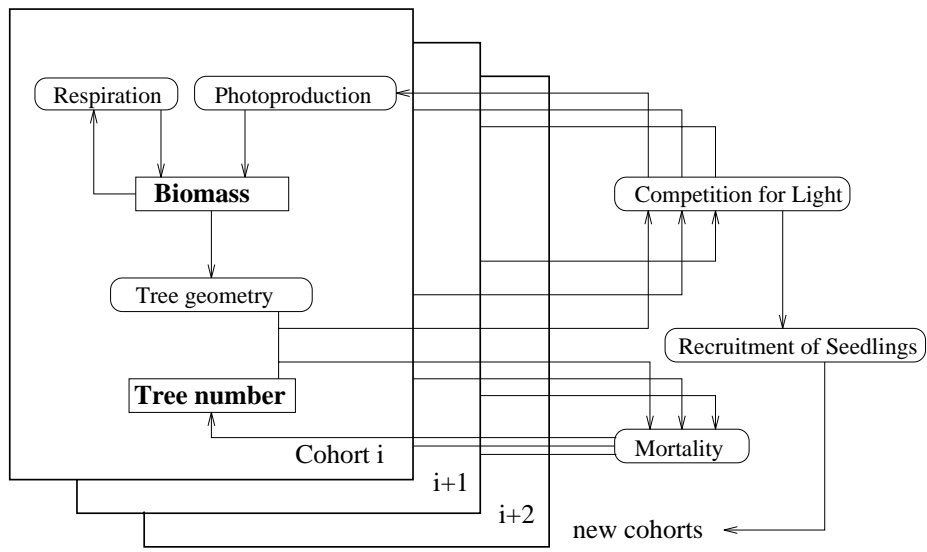 Respiration
Photoproduction
Biomass
Competition for Light
Tree geometry
Recruitment of Seedlings
Tree number
Cohort i
Mortality
i+1
i+2
new cohorts